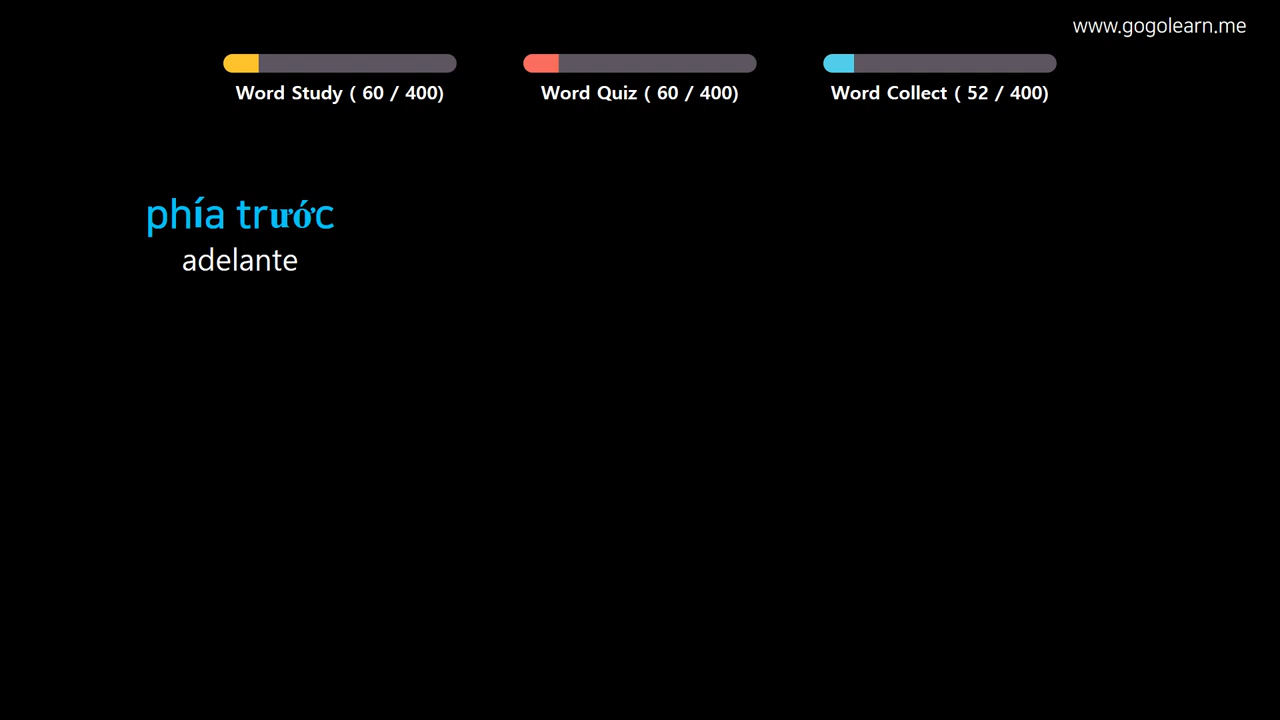 www.gogolearn.me
Word Study ( 60 / 400)
Word Quiz ( 60 / 400)
Word Collect ( 52 / 400)
phía trước
adelante